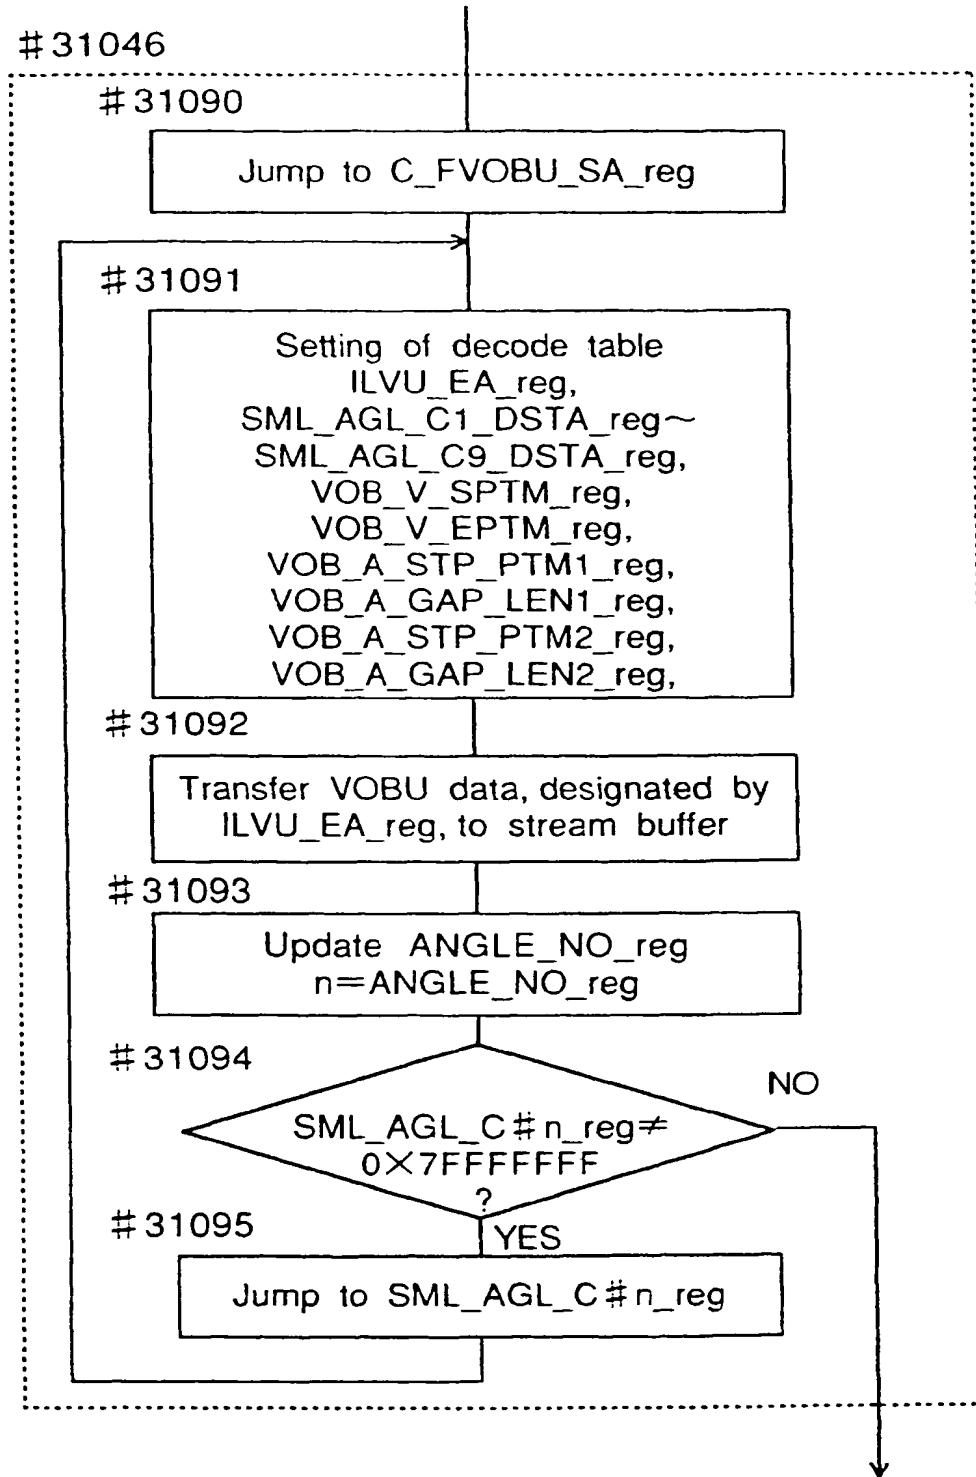 #31046
#31090
Jump to C_FVOBU_SA_reg
#31091
Setting of decode table
ILVU_EA_reg,
SML_AGL_C1_DSTA_reg~
SML_AGL_C9_DSTA_reg,
VOB_V_SPTM_reg,
VOB_V_EPTM_reg,
VOB_A_STP_PTM1_reg,
VOB_A_GAP_LEN1_reg,
VOB_A_STP_PTM2_reg,
VOB_A_GAP_LEN2_reg,
#31092
Transfer VOBU data, designated by
ILVU_EA_reg, to stream buffer
#31093
Update ANGLE_NO_reg
n=ANGLE_NO_reg
#31094
NO
SML_AGL_C#n_reg≠
0×7FFFFFFF
?
#31095
YES
Jump to SML_AGL_C#n_reg